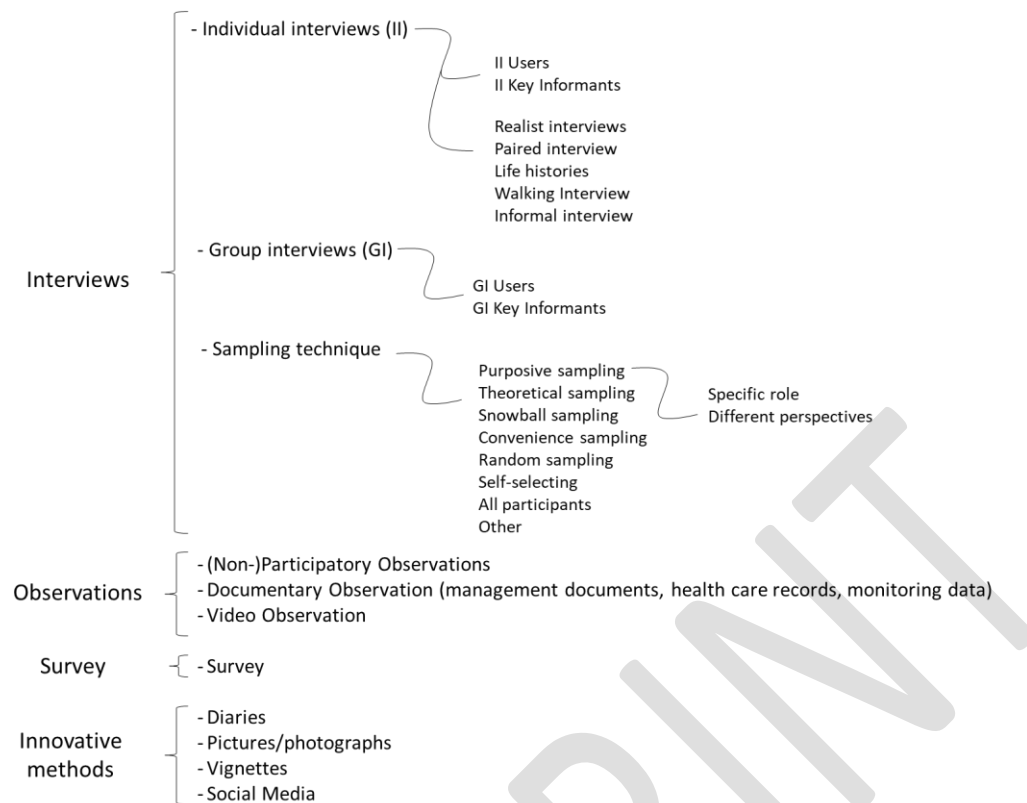 - Individual interviews (II)
II Users
II Key Informants
Realist interviews
Paired interview
Life histories
Walking Interview
Informal interview
- Group interviews (GI)
Interviews
GI Users
GI Key Informants
- Sampling technique
Purposive sampling
Theoretical sampling
Snowball sampling
Convenience sampling
Random sampling
Self-selecting
All participants
Other
Specific role
Different perspectives
- (Non-)Participatory Observations
Observations
- Documentary Observation (management documents, health care records, monitoring data)
- Video Observation
Survey
- Survey
Innovative
methods
- Diaries
- Pictures/photographs
- Vignettes
- Social Media
RINT